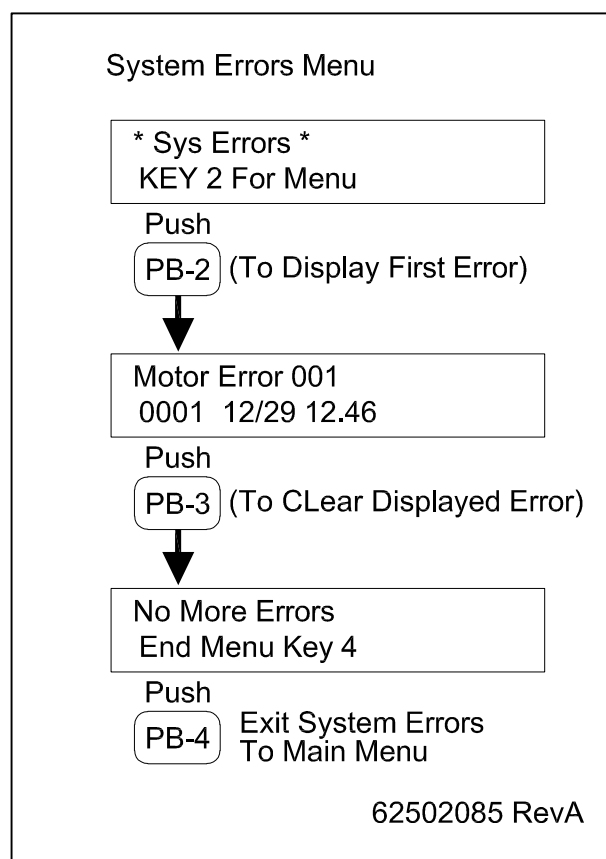 System Errors Menu
* Sys Errors *
KEY 2 For Menu
Push
PB-2 (To Display First Error)
Motor Error 001
0001 12/29 12.46
Push
PB-3 (To CLear Displayed Error)
No More Errors
End Menu Key 4
Push
PB-4 Exit System Errors
To Main Menu
62502085 RevA